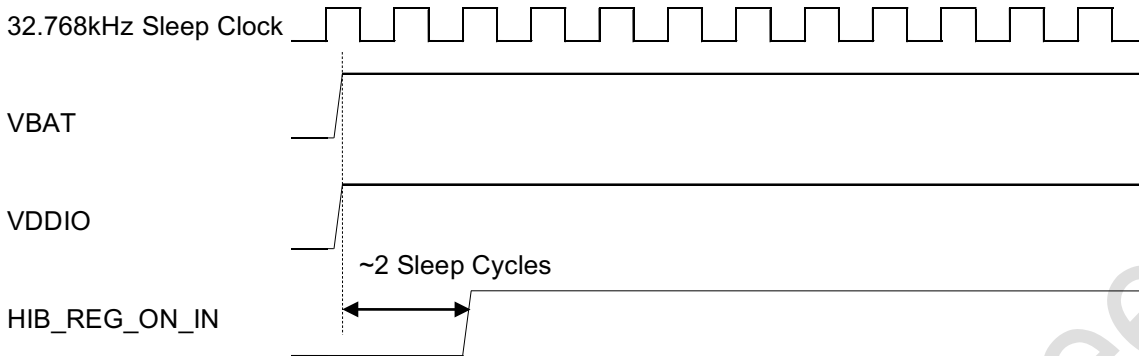 32.768kHz Sleep Clock
VBAT
VDDIO
~2 Sleep Cycles
HIB_REG_ON_IN